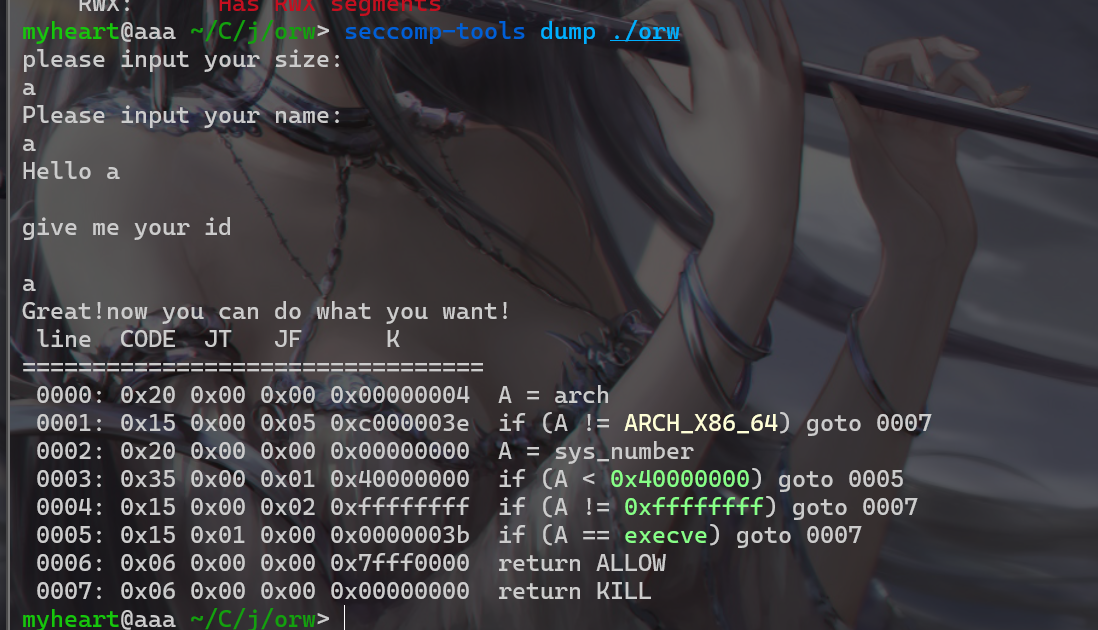 RWX: Has RWX segments
myheart@aaa ~/C/j/orw> seccomp-tools dump ./orw
please input your size:
a
Please input your name:
a
Hello a
give me your id
a
Great!now you can do what you want!
line CODE JT JF K
=================================
0000: 0x20 0x00 0x00 0x00000004 A = arch
0001: 0x15 0x00 0x05 0xc000003e if (A != ARCH_X86_64) goto 0007
0002: 0x20 0x00 0x00 0x00000000 A = sys_number
0003: 0x35 0x00 0x01 0x40000000 if (A < 0x40000000) goto 0005
0004: 0x15 0x00 0x02 0xffffffff if (A != 0xffffffff) goto 0007
0005: 0x15 0x01 0x00 0x0000003b if (A == execve) goto 0007
0006: 0x06 0x00 0x00 0x7fff0000 return ALLOW
0007: 0x06 0x00 0x00 0x00000000 return KILL
myheart@aaa ~/C/j/orw>